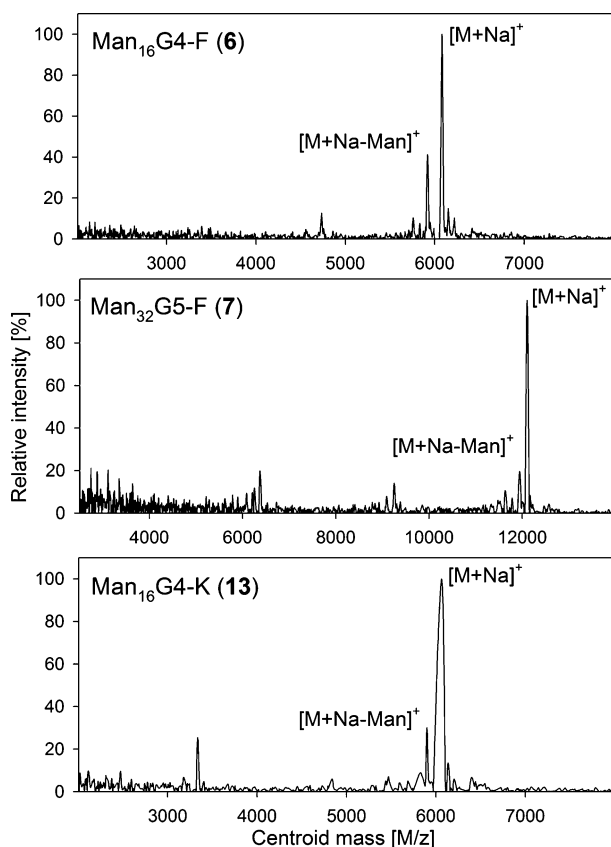 Man₁₆G4-F (6)
[M+Na]⁺
[M+Na-Man]⁺
100
80
60
40
20
0
3000 4000 5000 6000 7000
Man₃₂G5-F (7)
[M+Na]⁺
[M+Na-Man]⁺
100
80
60
40
20
0
4000 6000 8000 10000 12000
Relative intensity [%]
Man₁₆G4-K (13)
[M+Na]⁺
[M+Na-Man]⁺
100
80
60
40
20
0
3000 4000 5000 6000 7000
Centroid mass [M/z]